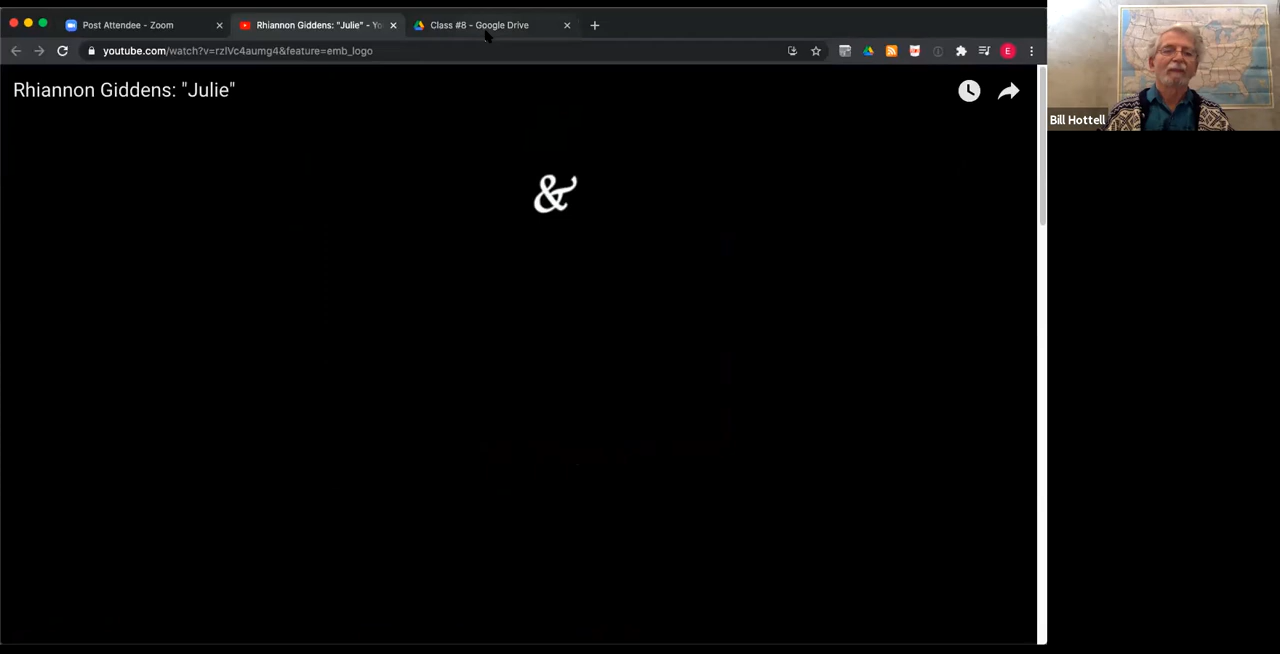 Post Attendee - Zoom
Rhiannon Giddens: "Julie" - Yo
Class #8 - Google Drive
youtube.com/watch?v=rzlVc4aumg4&feature=emb_logo
E
Rhiannon Giddens: "Julie"
&
Bill Hottell